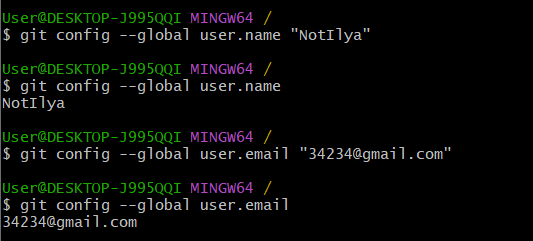 User@DESKTOP-J995QQI MINGW64 /
$ git config --global user.name "NotIlya"
User@DESKTOP-J995QQI MINGW64 /
$ git config --global user.name
NotIlya
User@DESKTOP-J995QQI MINGW64 /
$ git config --global user.email "34234@gmail.com"
User@DESKTOP-J995QQI MINGW64 /
$ git config --global user.email
34234@gmail.com